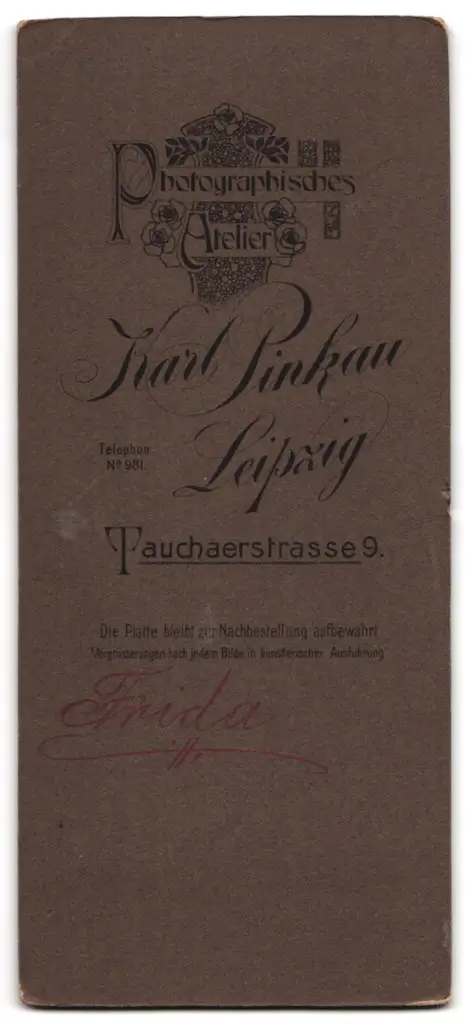 Photographisches
Atelier
Karl Pinkau
Telephon
No 981.
Leipzig
Tauchaerstrasse 9.
Die Platte bleibt zur Nachbestellung aufbewahrt
Vergrösserungen nach jedem Bilde in künstlerischer Ausführung
Frida